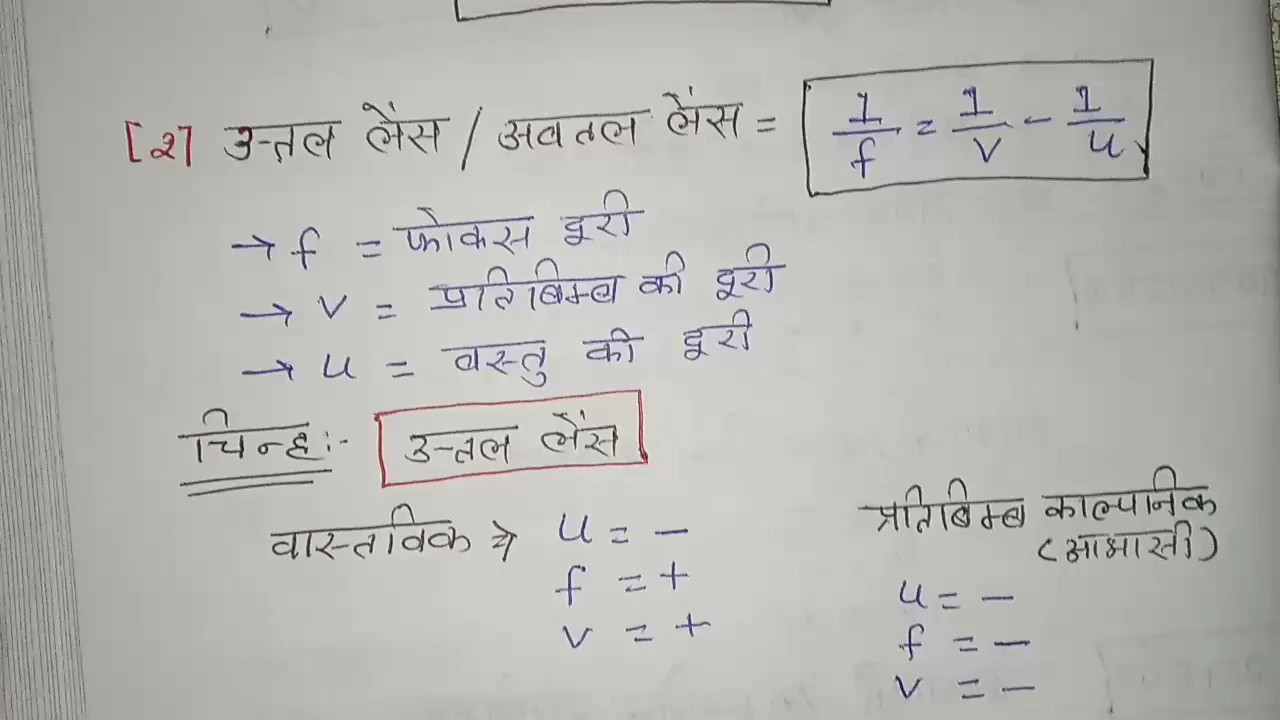 [2] उत्तल लेंस / अवतल लेंस = 1/f = 1/v - 1/u
→ f = फोकस दूरी
→ v = प्रतिबिम्ब की दूरी
→ u = वस्तु की दूरी
चिन्ह :- उत्तल लेंस
वास्तविक → u = -
f = +
v = +
प्रतिबिम्ब काल्पनिक
(आभासी)
u = -
f = -
v = -